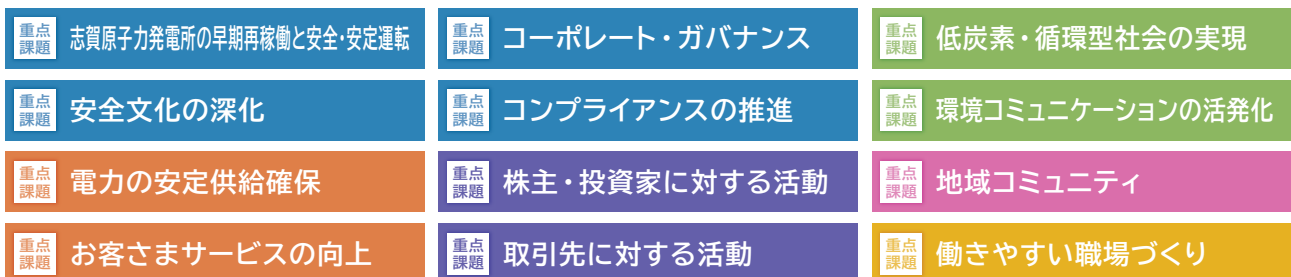 重点
課題
志賀原子力発電所の早期再稼働と安全・安定運転
重点
課題
安全文化の深化
重点
課題
電力の安定供給確保
重点
課題
お客さまサービスの向上
重点
課題
コーポレート・ガバナンス
重点
課題
コンプライアンスの推進
重点
課題
株主・投資家に対する活動
重点
課題
取引先に対する活動
重点
課題
低炭素・循環型社会の実現
重点
課題
環境コミュニケーションの活発化
重点
課題
地域コミュニティ
重点
課題
働きやすい職場づくり